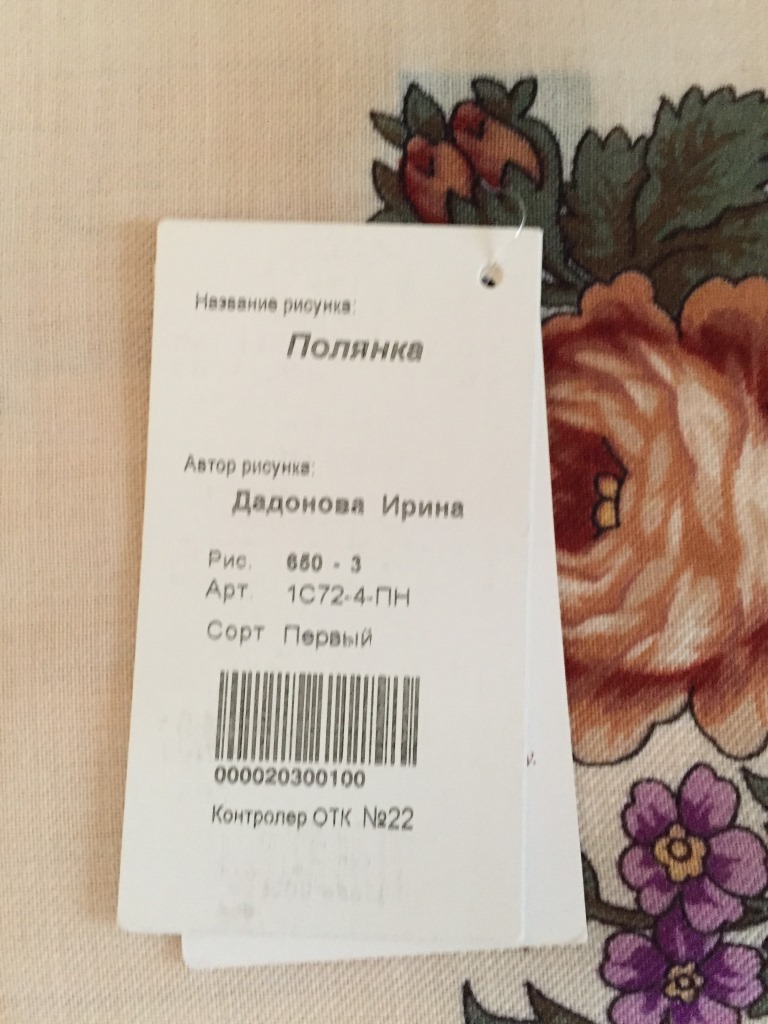 Название рисунка:
Полянка
Автор рисунка:
Дадонова Ирина
Рис. 650 - 3
Арт. 1С72-4-ПН
Сорт Первый
000020300100
Контролер ОТК №22